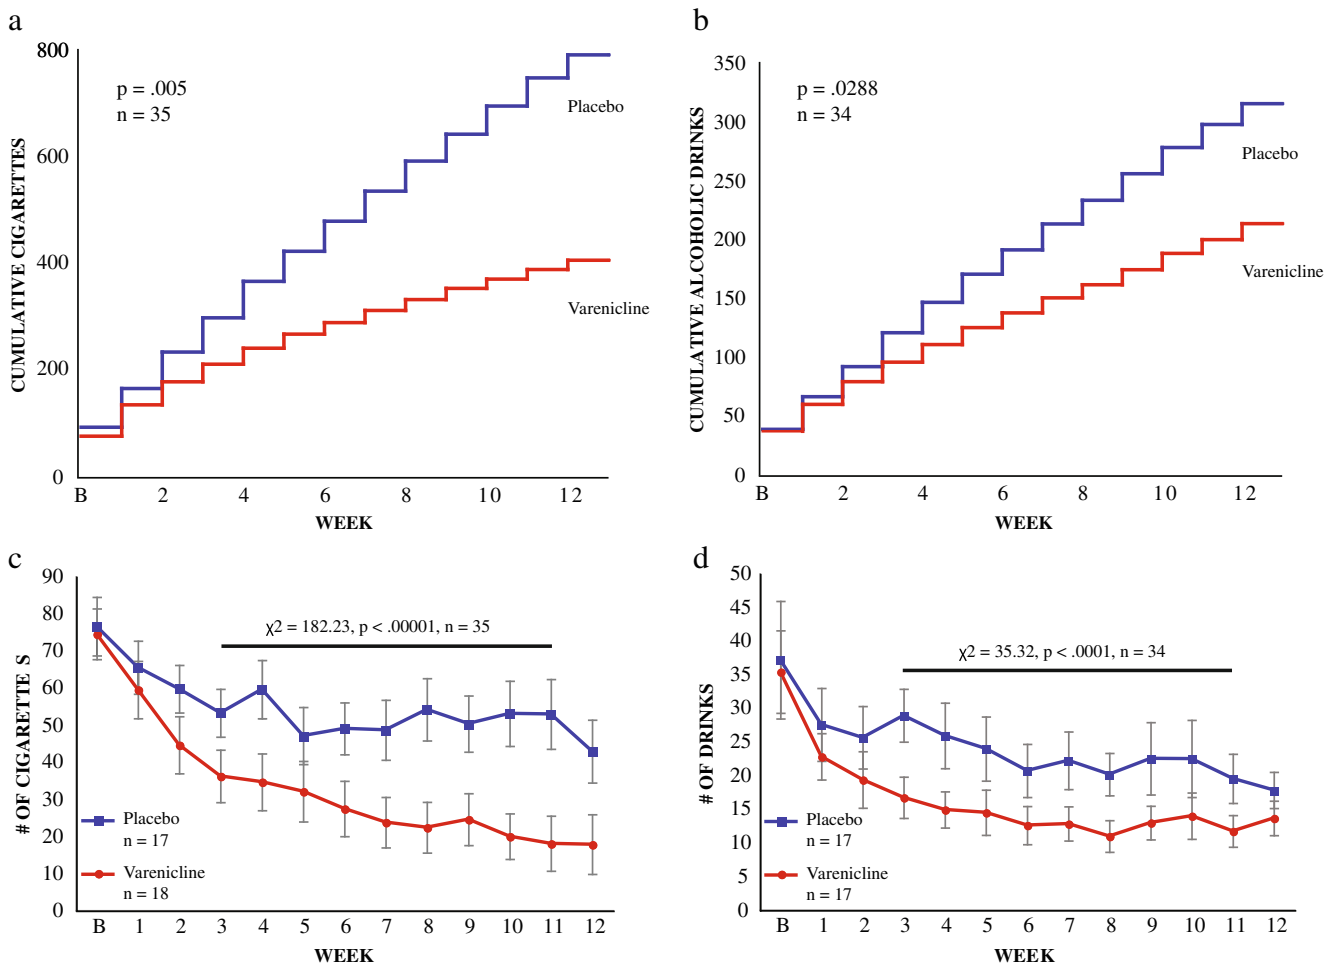 a
800
600
400
200
0
CUMULATIVE CIGARETTES
p = .005
n = 35
Placebo
Varenicline
B 2 4 6 8 10 12
WEEK
b
350
300
250
200
150
100
50
0
CUMULATIVE ALCOHOLIC DRINKS
p = .0288
n = 34
Placebo
Varenicline
B 2 4 6 8 10 12
WEEK
c
90
80
70
60
50
40
30
20
10
0
# OF CIGARETTE S
χ2 = 182.23, p < .00001, n = 35
Placebo
n = 17
Varenicline
n = 18
B 1 2 3 4 5 6 7 8 9 10 11 12
WEEK
d
50
45
40
35
30
25
20
15
10
5
0
# OF DRINKS
χ2 = 35.32, p < .0001, n = 34
Placebo
n = 17
Varenicline
n = 17
B 1 2 3 4 5 6 7 8 9 10 11 12
WEEK